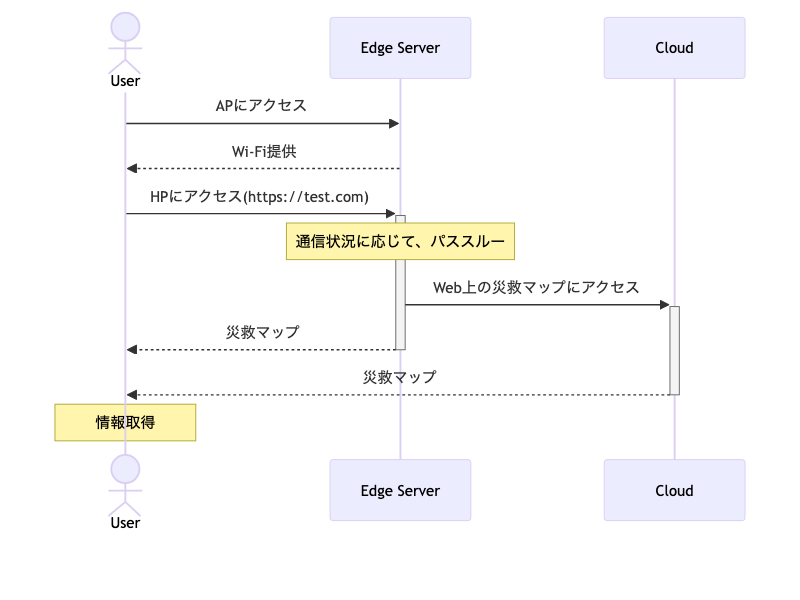 Edge Server
Cloud
User
APにアクセス
Wi-Fi提供
HPにアクセス(https://test.com)
通信状況に応じて、パススルー
Web上の災救マップにアクセス
災救マップ
災救マップ
情報取得
Edge Server
Cloud
User